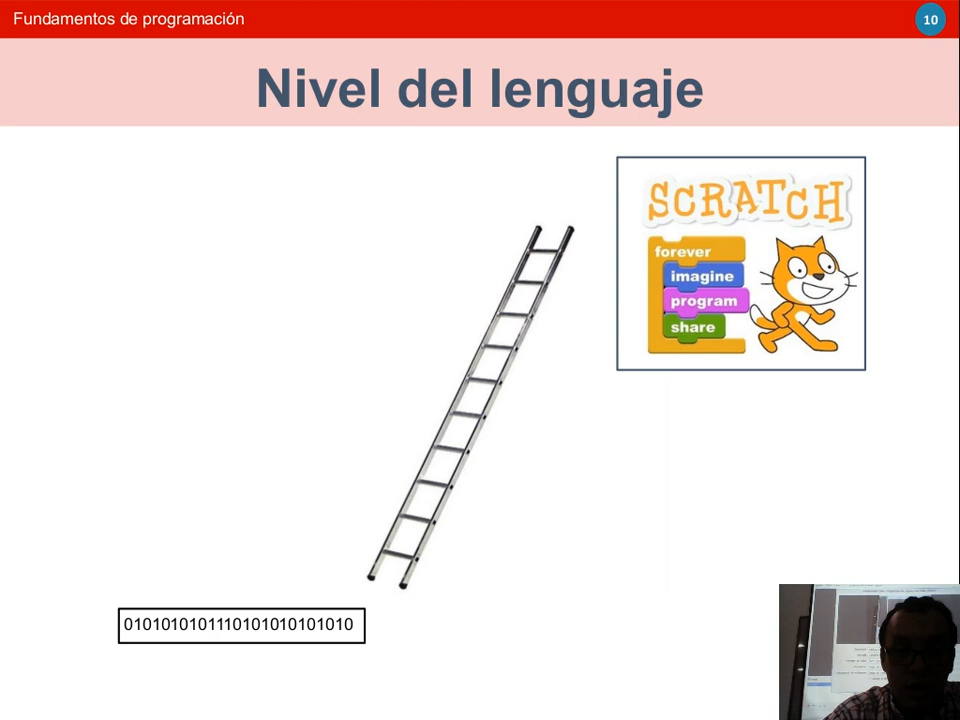 Fundamentos de programación
10
Nivel del lenguaje
SCRATCH
forever
imagine
program
share
0101010101110101010101010